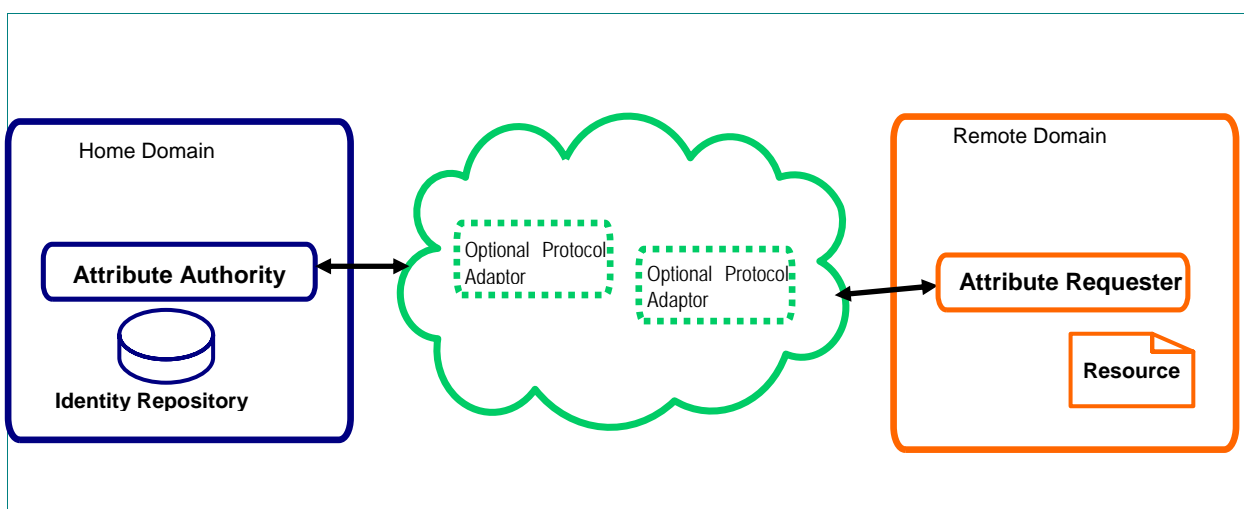 Home Domain
Attribute Authority
Identity Repository
Optional Protocol
Adaptor
Optional Protocol
Adaptor
Remote Domain
Attribute Requester
Resource